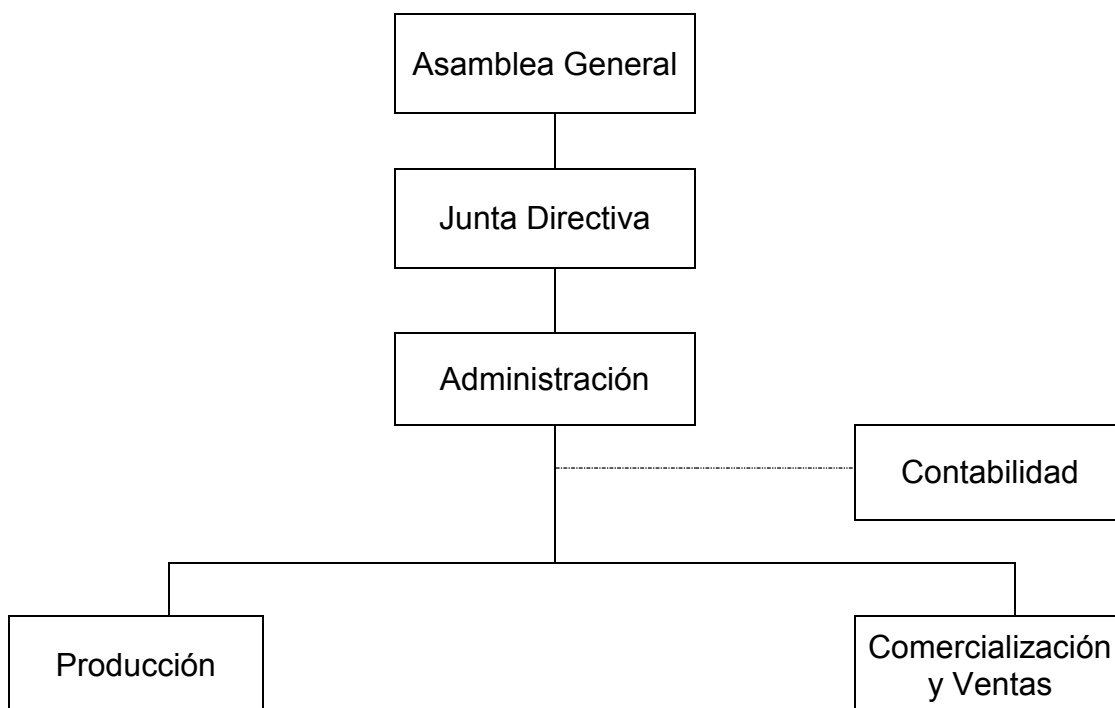 Asamblea General
Junta Directiva
Administración
Contabilidad
Producción
Comercialización
y Ventas